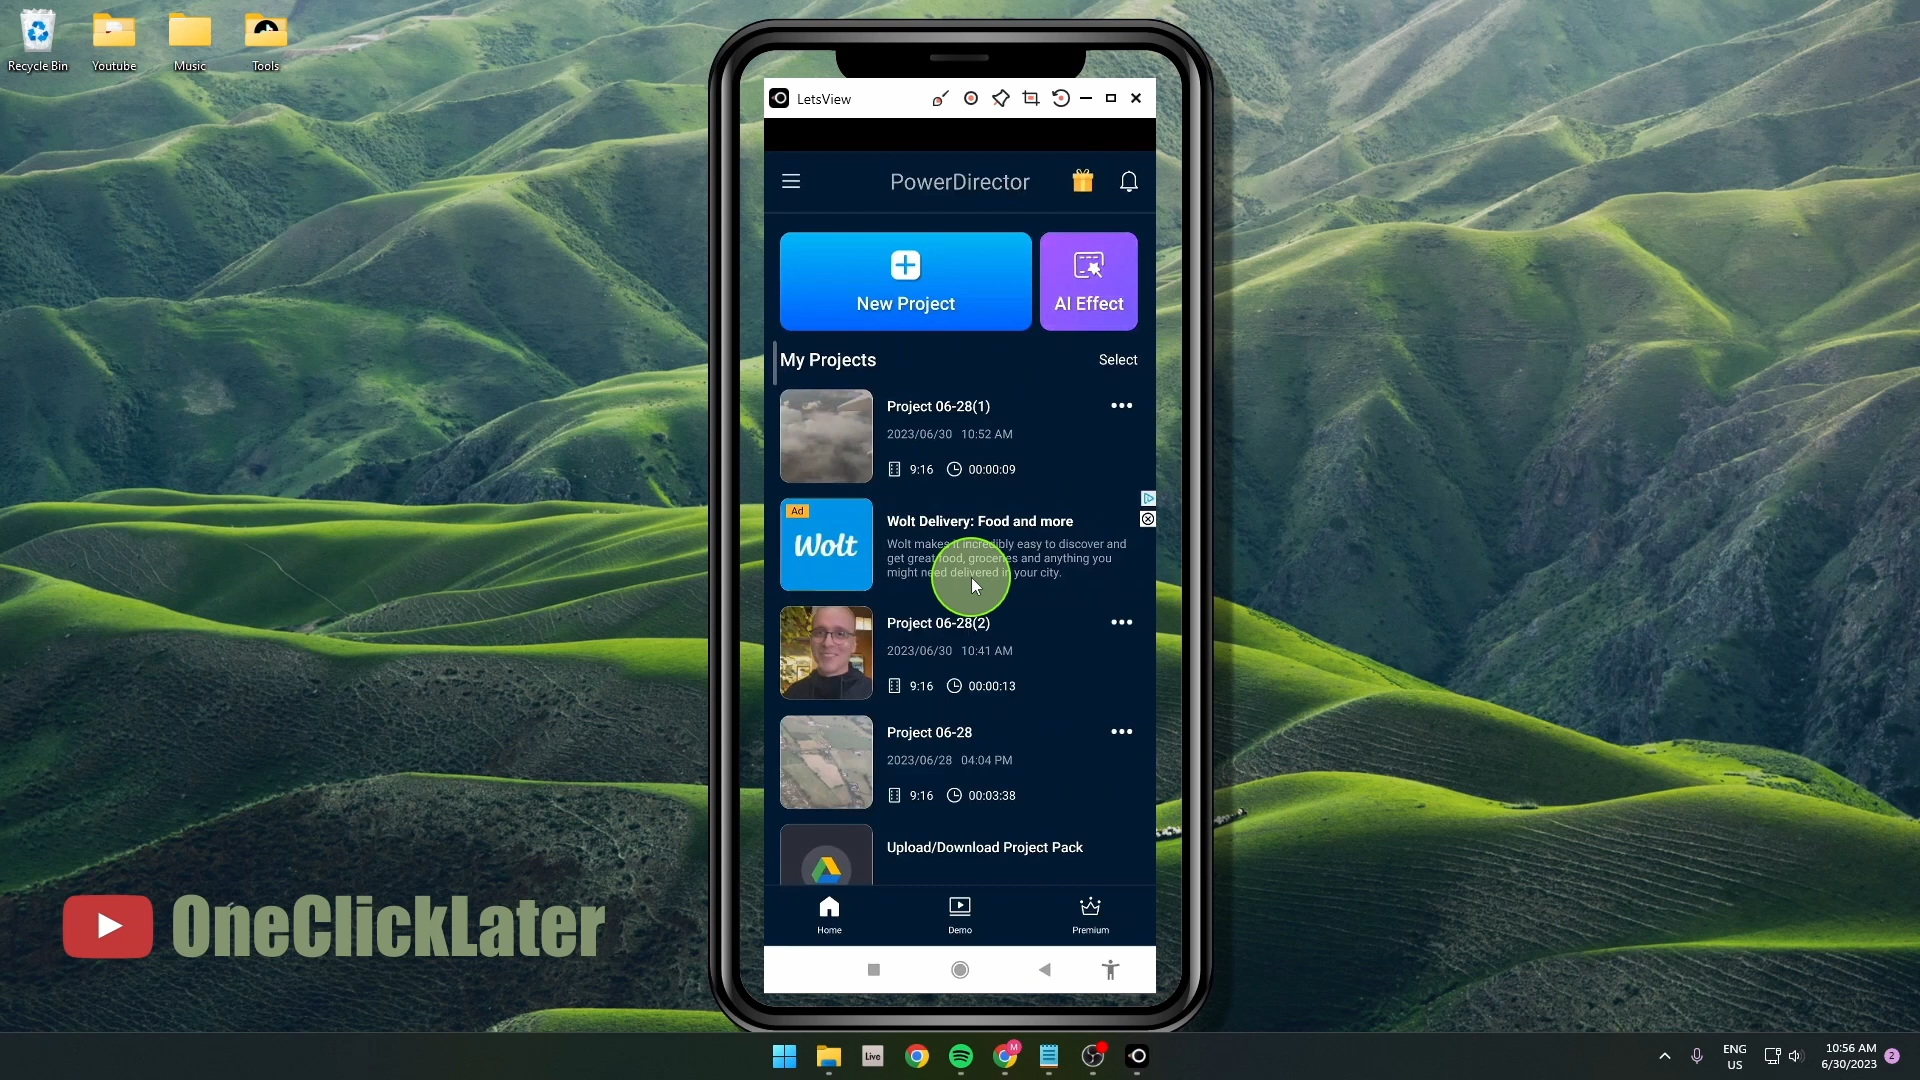 Recycle Bin
Youtube
Music
Tools
LetsView
PowerDirector
New Project
AI Effect
My Projects
Select
Project 06-28(1)
2023/06/30 10:52 AM
9:16 00:00:09
Ad
Wolt
Wolt Delivery: Food and more
Wolt makes it incredibly easy to discover and
get great food, groceries and anything you
might need delivered in your city.
Project 06-28(2)
2023/06/30 10:41 AM
9:16 00:00:13
Project 06-28
2023/06/28 04:04 PM
9:16 00:03:38
Upload/Download Project Pack
Home
Demo
Premium
OneClickLater
Live
M
ENG
US
10:56 AM
6/30/2023
2